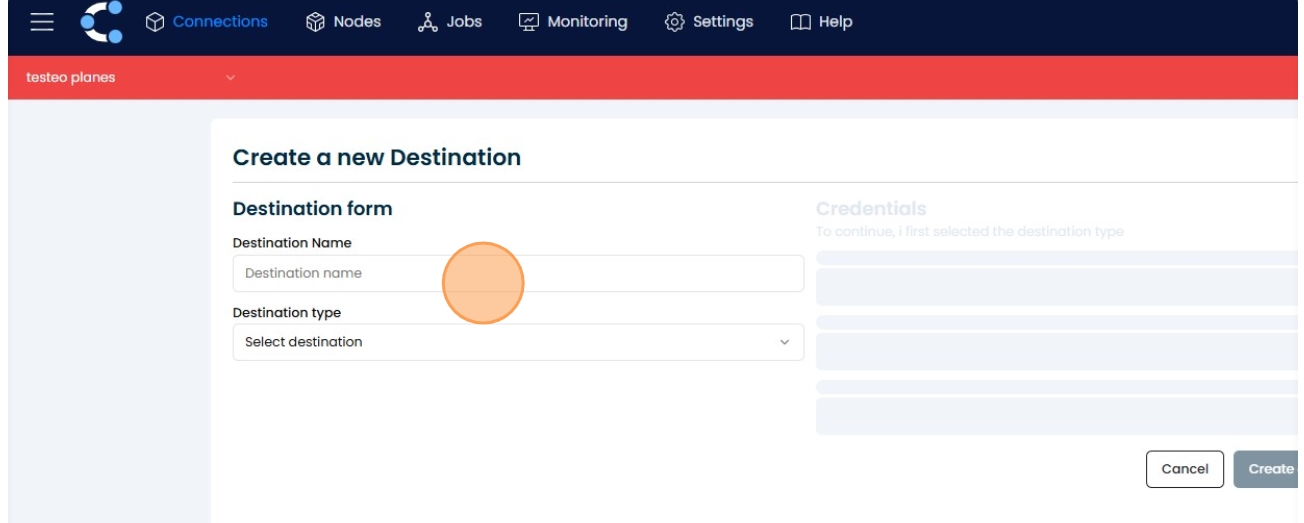 Connections Nodes Jobs Monitoring Settings Help
testeo planes
Create a new Destination
Destination form
Destination Name
Destination name
Destination type
Select destination
Credentials
To continue, i first selected the destination type
Cancel Create